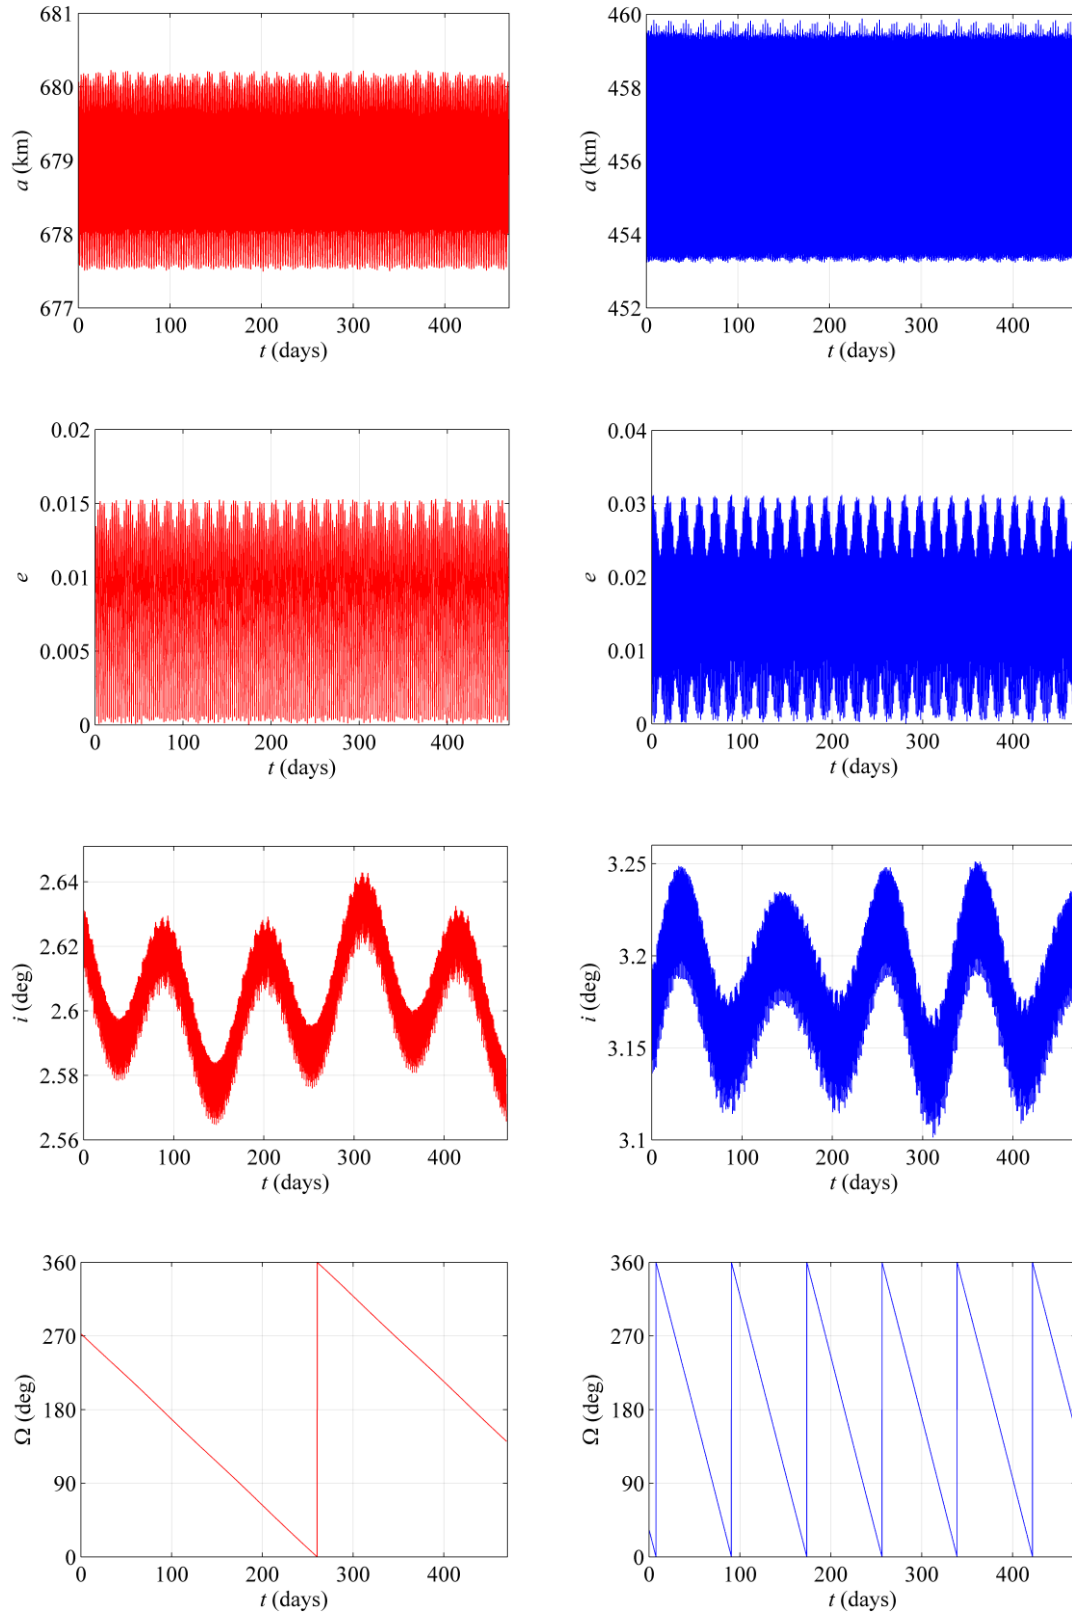 681
680
679
678
677
a (km)
0 100 200 300 400
t (days)
460
458
456
454
452
a (km)
0 100 200 300 400
t (days)
0.02
0.015
0.01
0.005
0
e
0 100 200 300 400
t (days)
0.04
0.03
0.02
0.01
0
e
0 100 200 300 400
t (days)
2.64
2.62
2.6
2.58
2.56
i (deg)
0 100 200 300 400
t (days)
3.25
3.2
3.15
3.1
i (deg)
0 100 200 300 400
t (days)
360
270
180
90
0
Ω (deg)
0 100 200 300 400
t (days)
360
270
180
90
0
Ω (deg)
0 100 200 300 400
t (days)